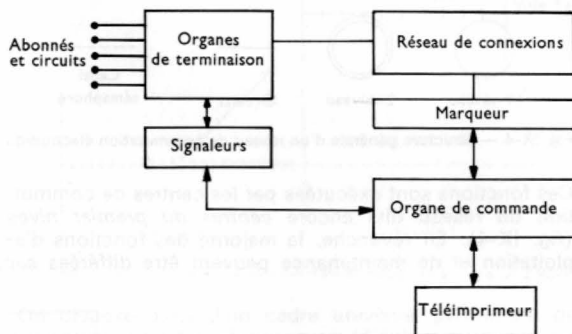 Abonnés
et circuits
Organes
de terminaison
Réseau de connexions
Marqueur
Signaleurs
Organe de commande
Téléimprimeur